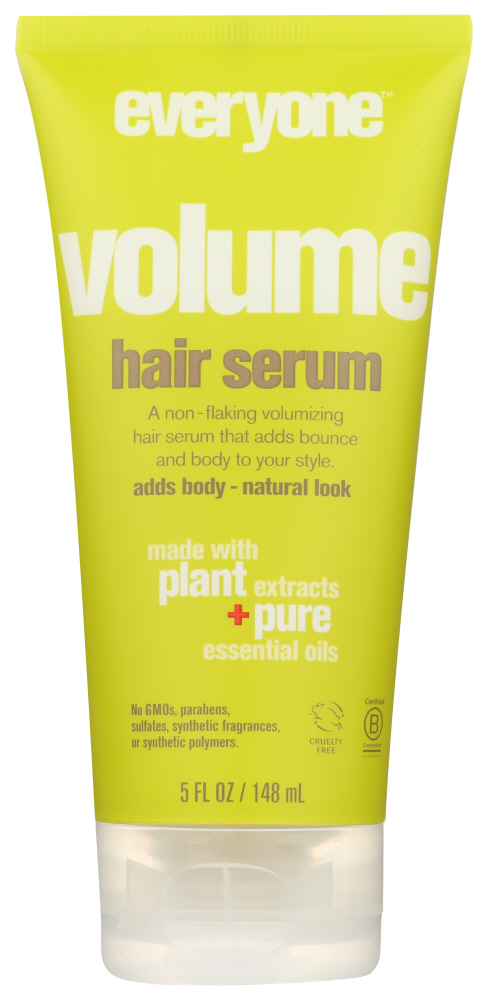 everyone™
volume
hair serum
A non-flaking volumizing
hair serum that adds bounce
and body to your style.
adds body - natural look
made with
plant extracts
+ pure
essential oils
No GMOs, parabens,
sulfates, synthetic fragrances,
or synthetic polymers.
CRUELTY
FREE
Certified
B
Corporation
5 FL OZ / 148 mL